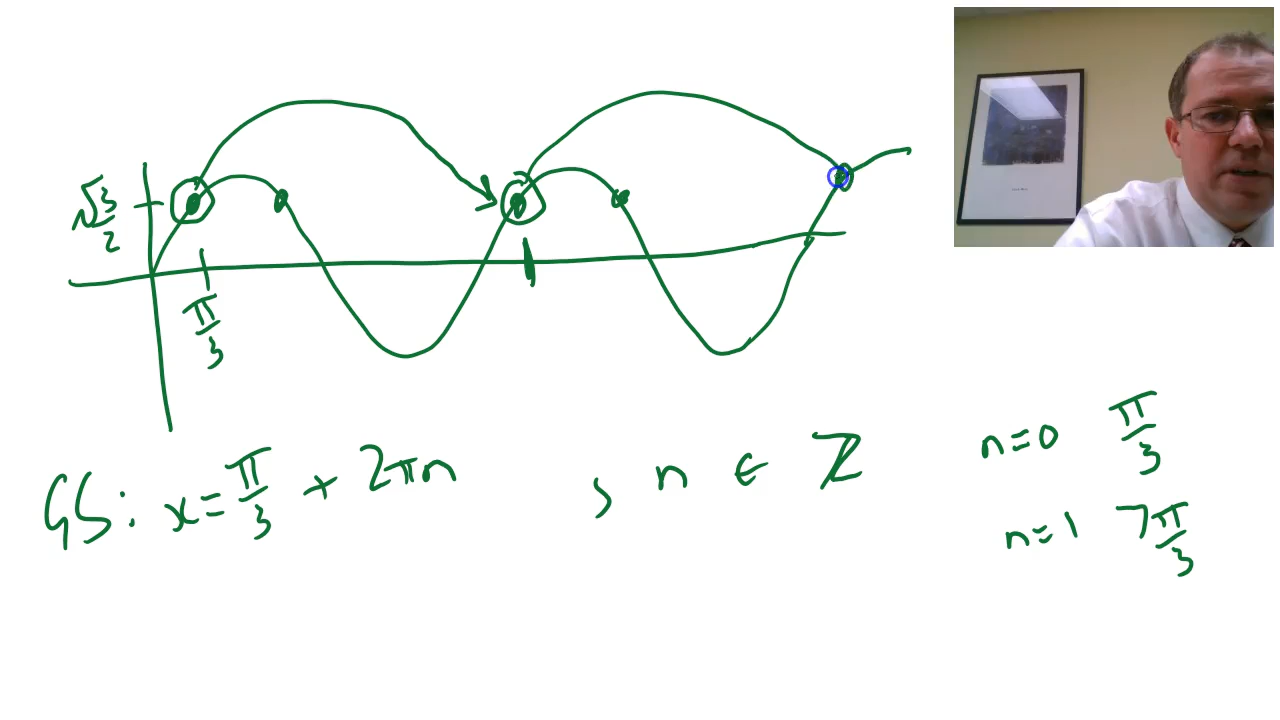 √3/2
π/3
GS: x = π/3 + 2πn , n ∈ ℤ
n=0 π/3
n=1 7π/3